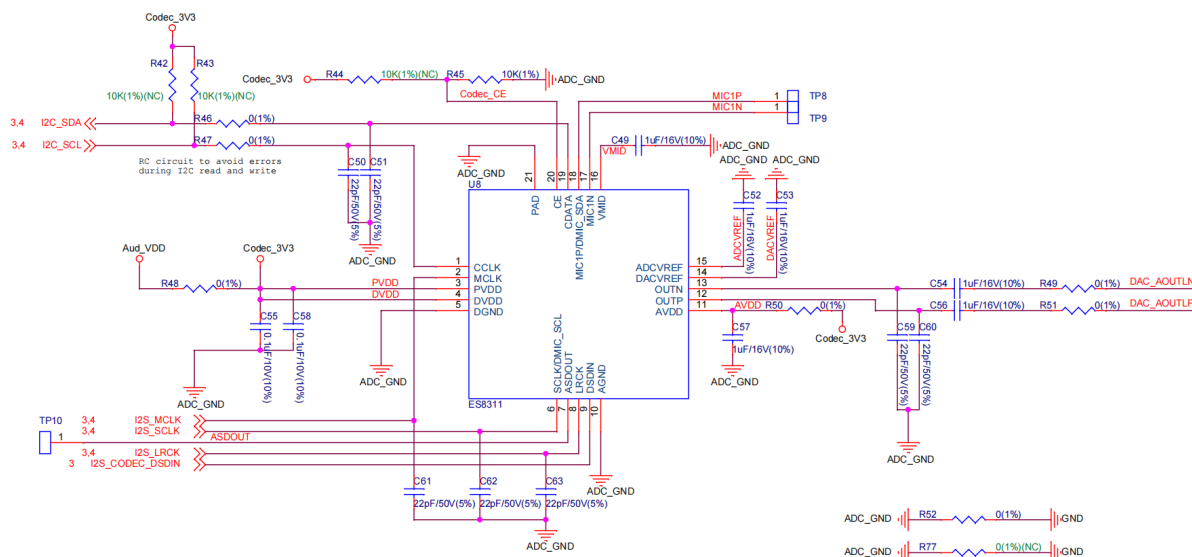 Codec_3V3
R42
R43
10K(1%)(NC)
10K(1%)(NC)
Codec_3V3
R44
10K(1%)(NC)
R45
10K(1%)
ADC_GND
Codec_CE
3,4 I2C_SDA
R46
0(1%)
3,4 I2C_SCL
R47
0(1%)
RC circuit to avoid errors
during I2C read and write
C50
22pF/50V(5%)
C51
22pF/50V(5%)
ADC_GND
MIC1P
1
TP8
MIC1N
1
TP9
C49
1uF/16V(10%)
VMID
ADC_GND
ADC_GND
ADC_GND
ADC_GND
C52
1uF/16V(10%)
C53
1uF/16V(10%)
ADCVREF
DACVREF
U8
21
20
19
18
17
16
PAD
CE
CDATA
MIC1P/DMIC_SDA
MIC1N
VMID
Aud_VDD
Codec_3V3
R48
0(1%)
PVDD
DVDD
1 CCLK
2 MCLK
3 PVDD
4 DVDD
5 DGND
ADCVREF 15
DACVREF 14
OUTN 13
OUTP 12
AVDD 11
AVDD
R50
0(1%)
Codec_3V3
C57
1uF/16V(10%)
ADC_GND
C54
1uF/16V(10%)
R49
0(1%)
DAC_AOUTLN
C56
1uF/16V(10%)
R51
0(1%)
DAC_AOUTLP
C59
22pF/50V(5%)
C60
22pF/50V(5%)
ADC_GND
C55
0.1uF/10V(10%)
C58
0.1uF/10V(10%)
ADC_GND
ADC_GND
SCLK/DMIC_SCL
ASDOUT
LRCK
DSDIN
AGND
ES8311
6
7
8
9
10
TP10
1
3,4 I2S_MCLK
3,4 I2S_SCLK
ASDOUT
3,4 I2S_LRCK
3 I2S_CODEC_DSDIN
ADC_GND
C61
22pF/50V(5%)
C62
22pF/50V(5%)
C63
22pF/50V(5%)
ADC_GND
ADC_GND
R52
0(1%)
GND
ADC_GND
R77
0(1%)(NC)
GND